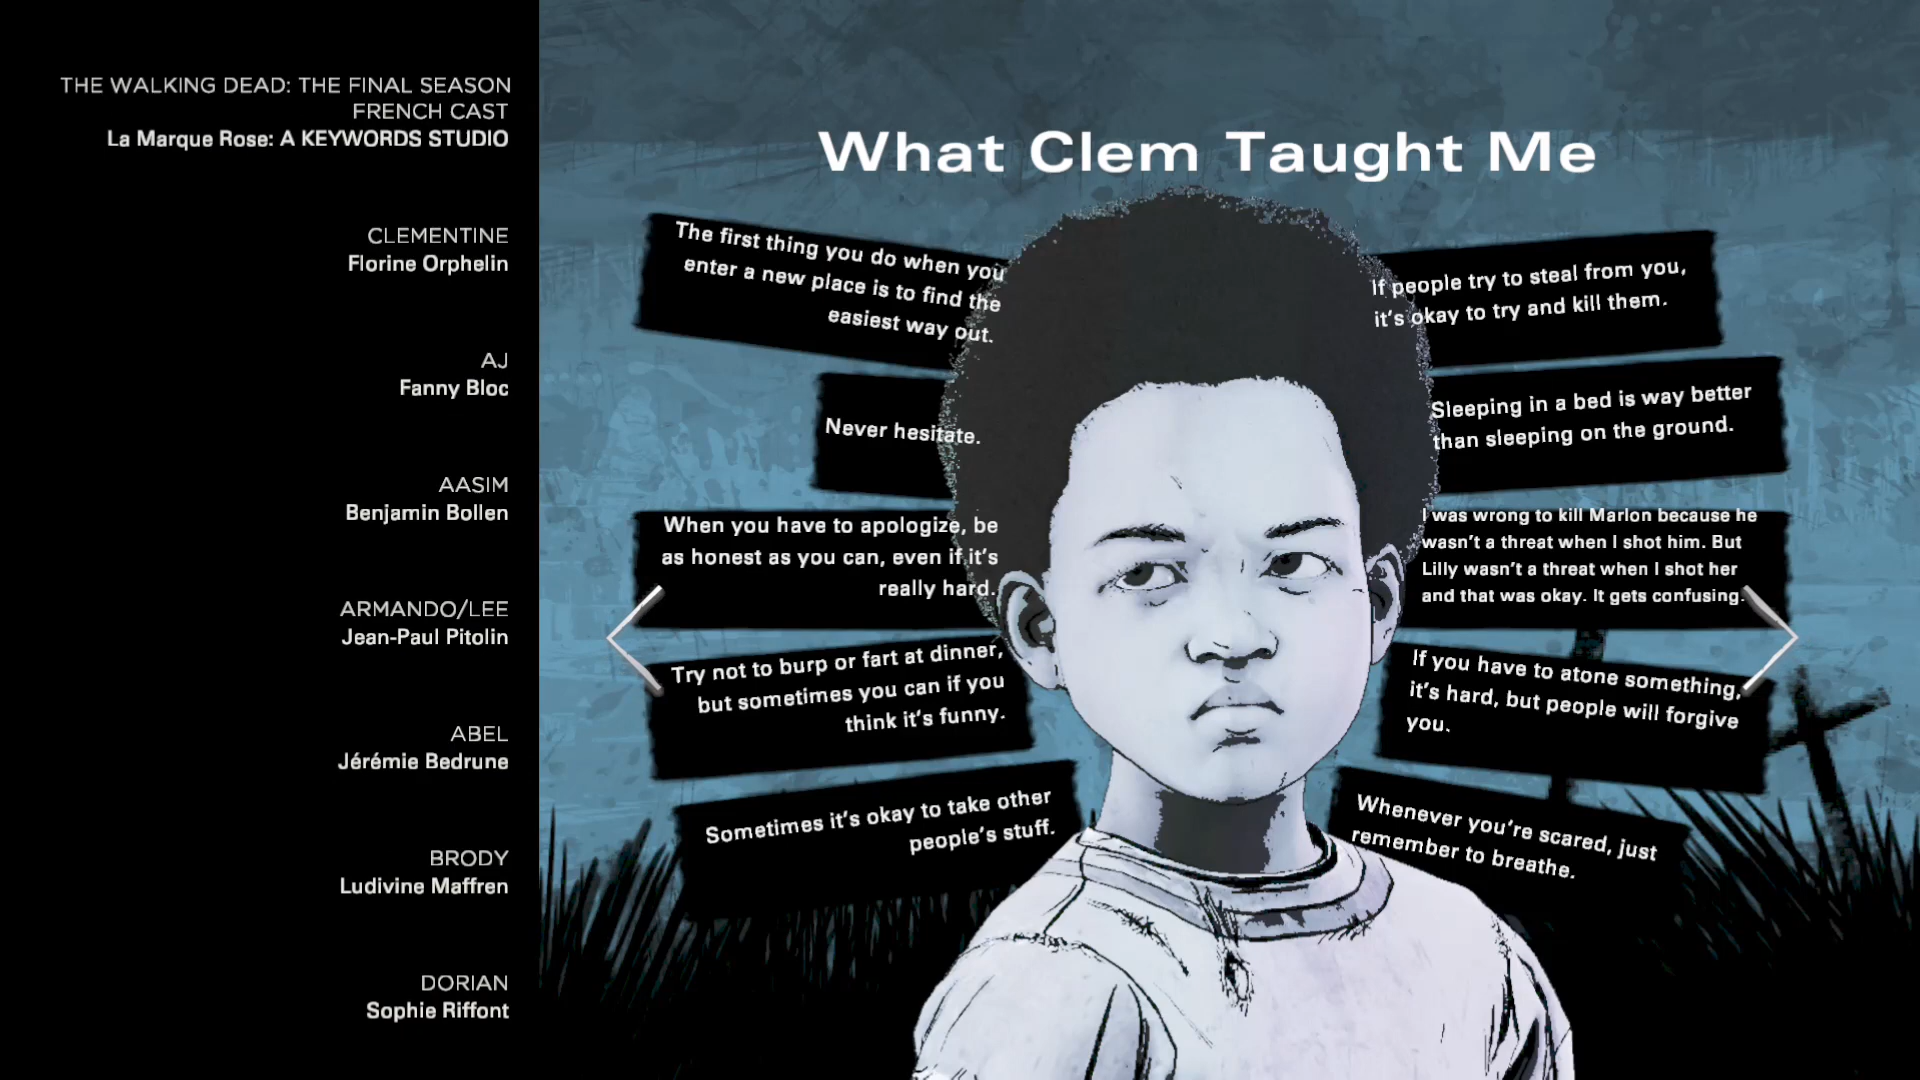 THE WALKING DEAD: THE FINAL SEASON
FRENCH CAST
La Marque Rose: A KEYWORDS STUDIO
CLEMENTINE
Florine Orphelin
AJ
Fanny Bloc
AASIM
Benjamin Bollen
ARMANDO/LEE
Jean-Paul Pitolin
ABEL
Jérémie Bedrune
BRODY
Ludivine Maffren
DORIAN
Sophie Riffont
What Clem Taught Me
The first thing you do when you
enter a new place is to find the
easiest way out.
Never hesitate.
When you have to apologize, be
as honest as you can, even if it's
really hard.
Try not to burp or fart at dinner,
but sometimes you can if you
think it's funny.
Sometimes it's okay to take other
people's stuff.
If people try to steal from you,
it's okay to try and kill them.
Sleeping in a bed is way better
than sleeping on the ground.
I was wrong to kill Marlon because he
wasn't a threat when I shot him. But
Lilly wasn't a threat when I shot her
and that was okay. It gets confusing.
If you have to atone something,
it's hard, but people will forgive
you.
Whenever you're scared, just
remember to breathe.